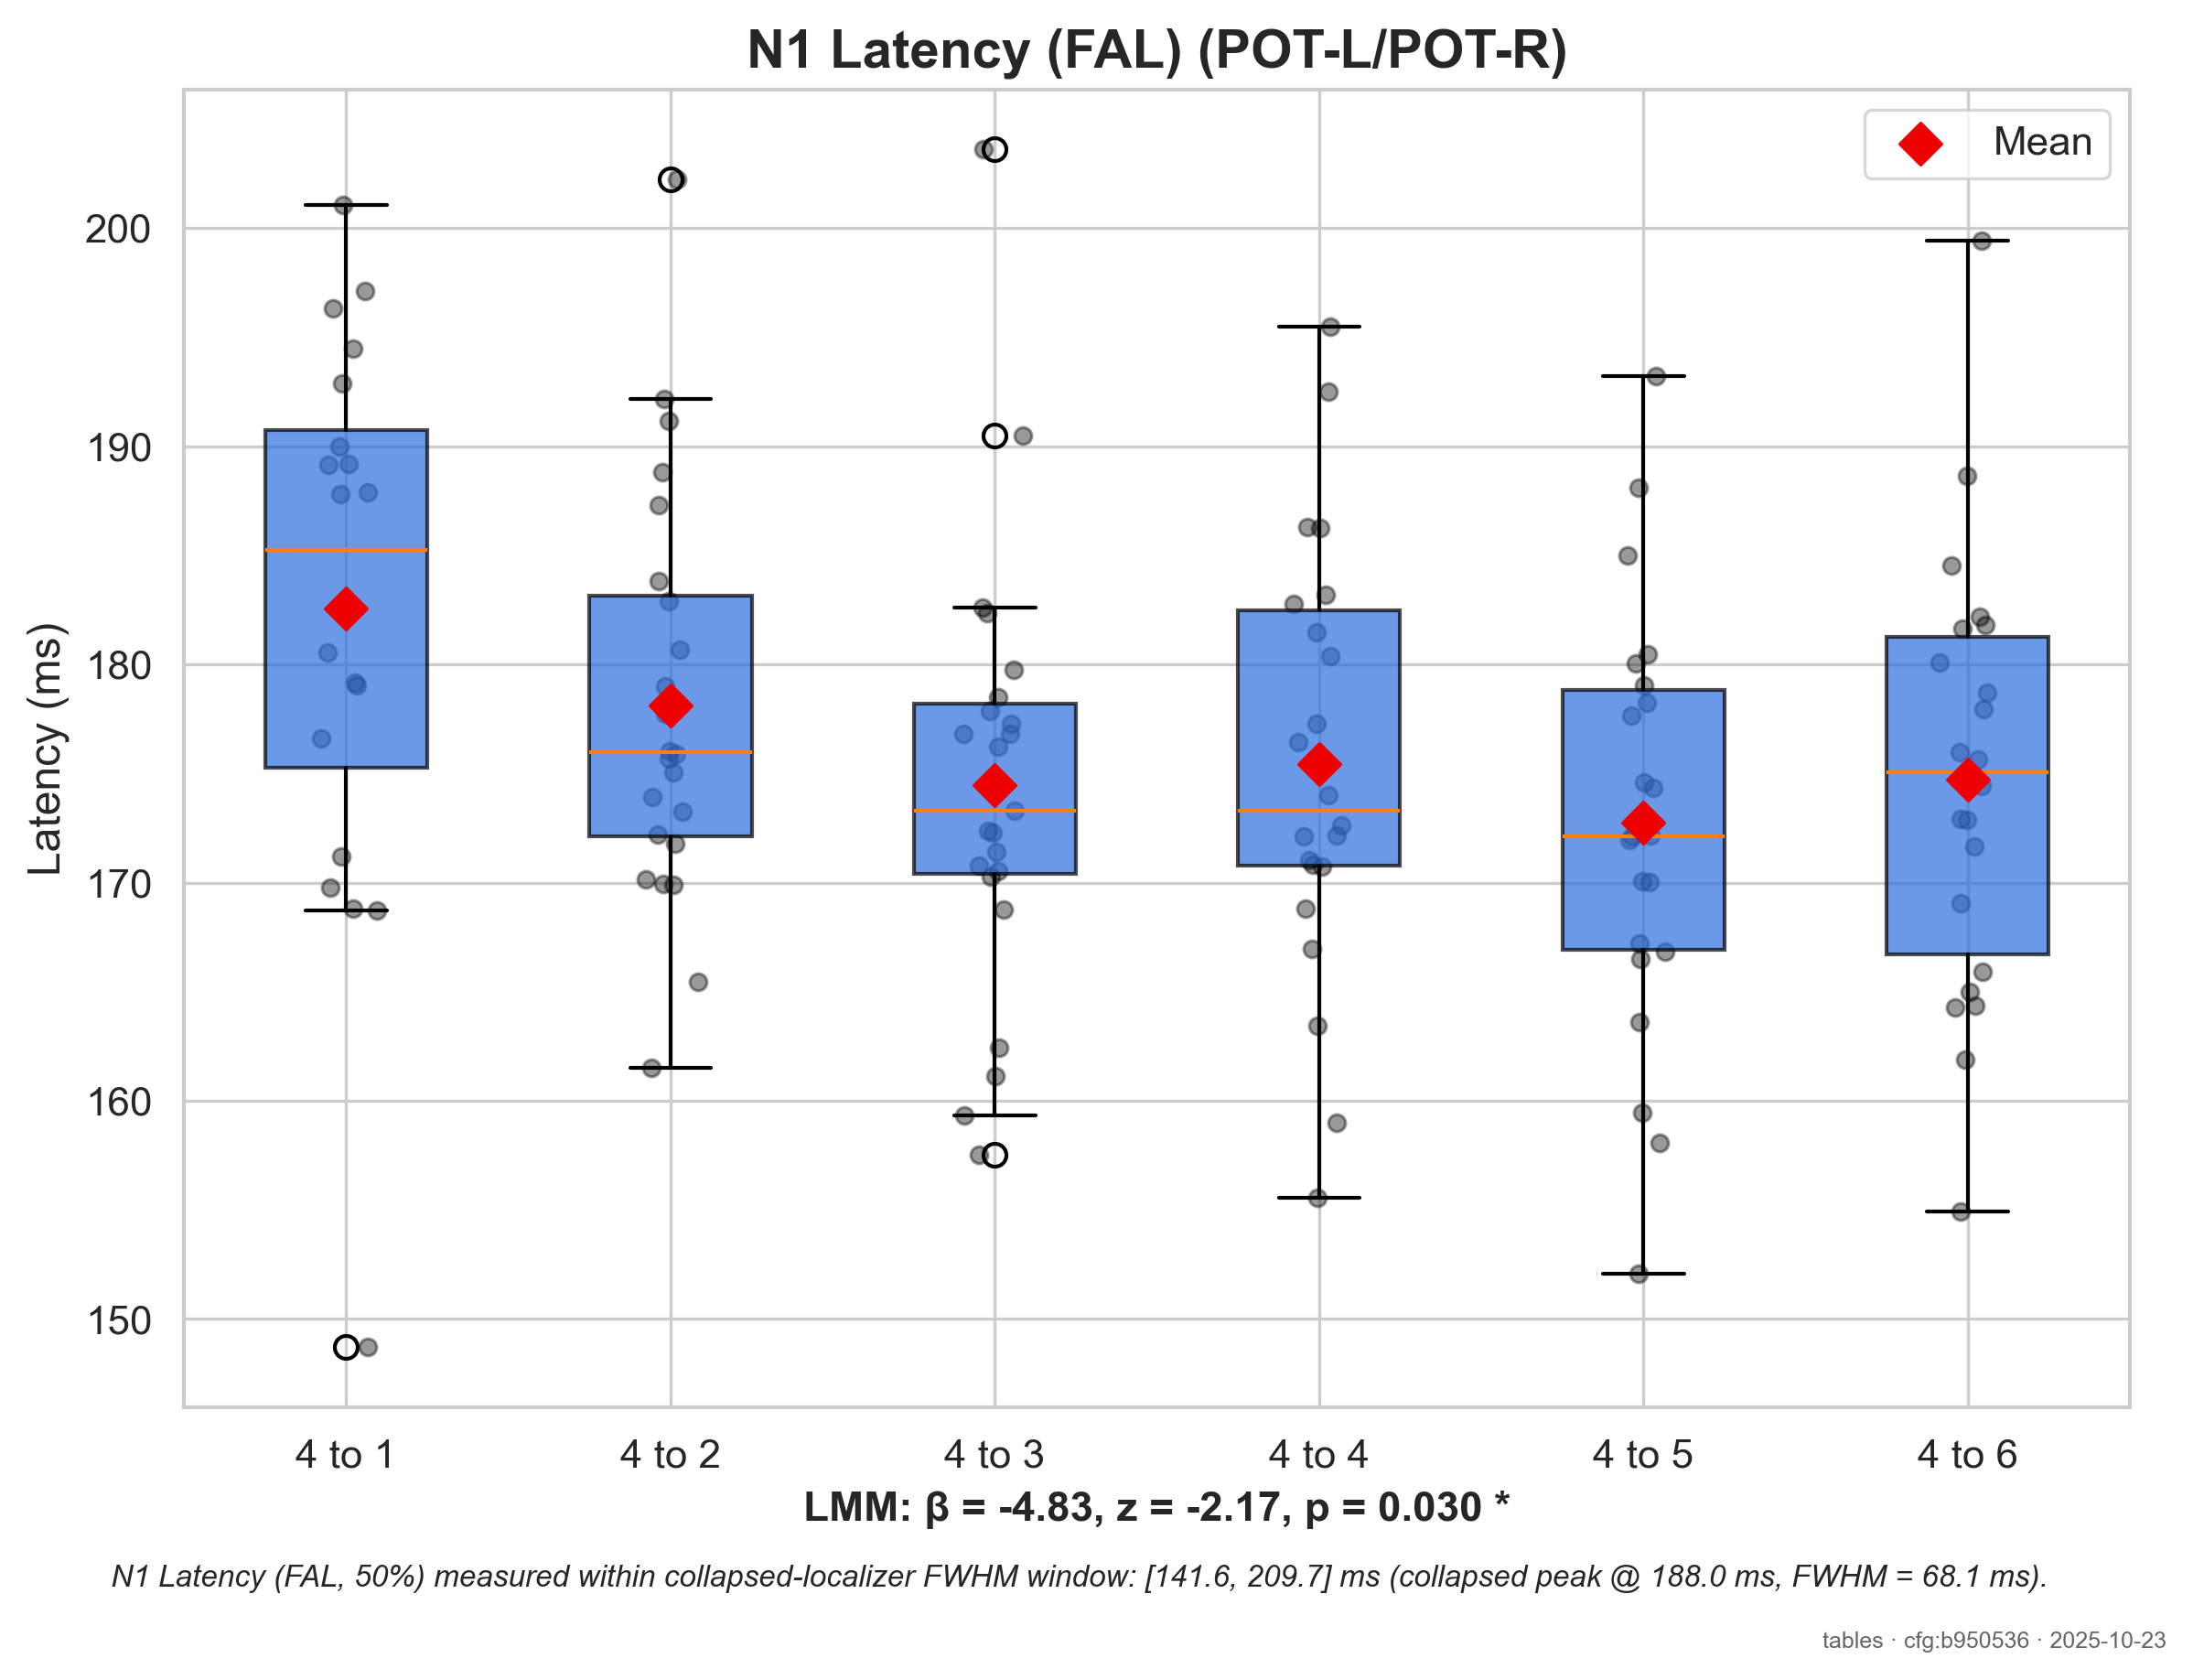 N1 Latency (FAL) (POT-L/POT-R)
Mean
Latency (ms)
200
190
180
170
160
150
4 to 1 4 to 2 4 to 3 4 to 4 4 to 5 4 to 6
LMM: β = -4.83, z = -2.17, p = 0.030 *
N1 Latency (FAL, 50%) measured within collapsed-localizer FWHM window: [141.6, 209.7] ms (collapsed peak @ 188.0 ms, FWHM = 68.1 ms).
tables · cfg:b950536 · 2025-10-23